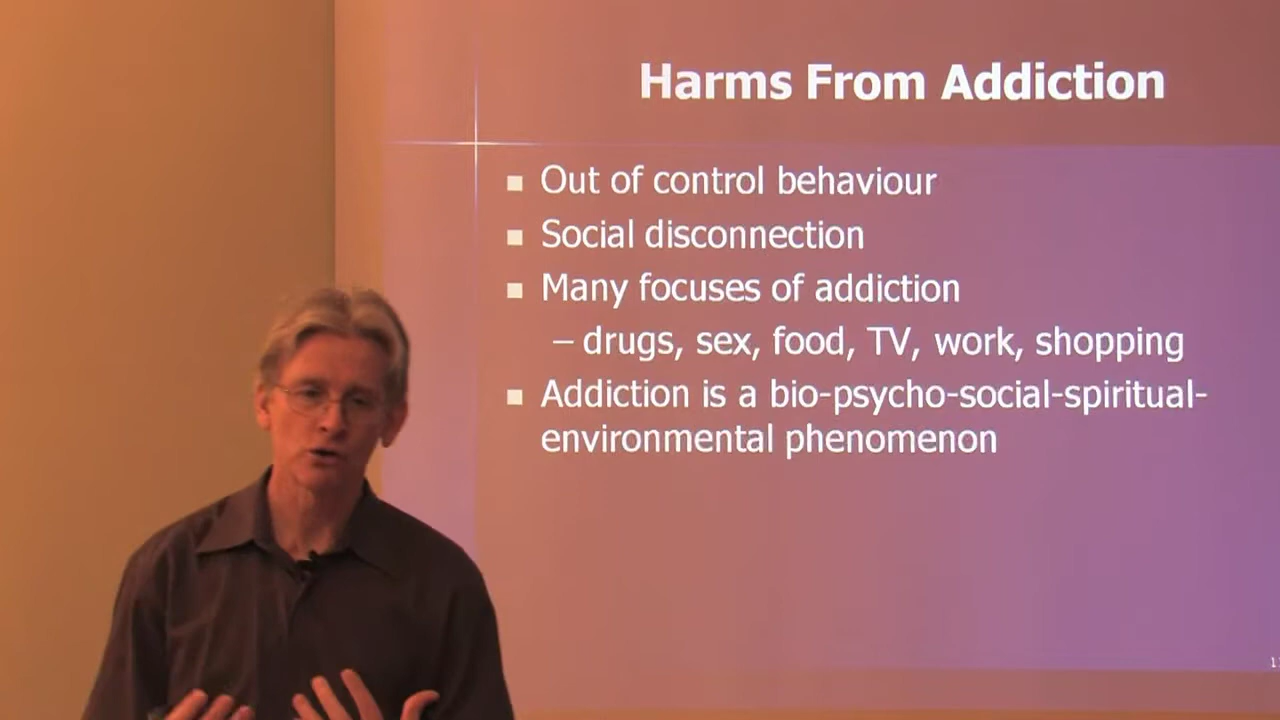 Harms From Addiction
■ Out of control behaviour
■ Social disconnection
■ Many focuses of addiction
– drugs, sex, food, TV, work, shopping
■ Addiction is a bio-psycho-social-spiritual-
environmental phenomenon